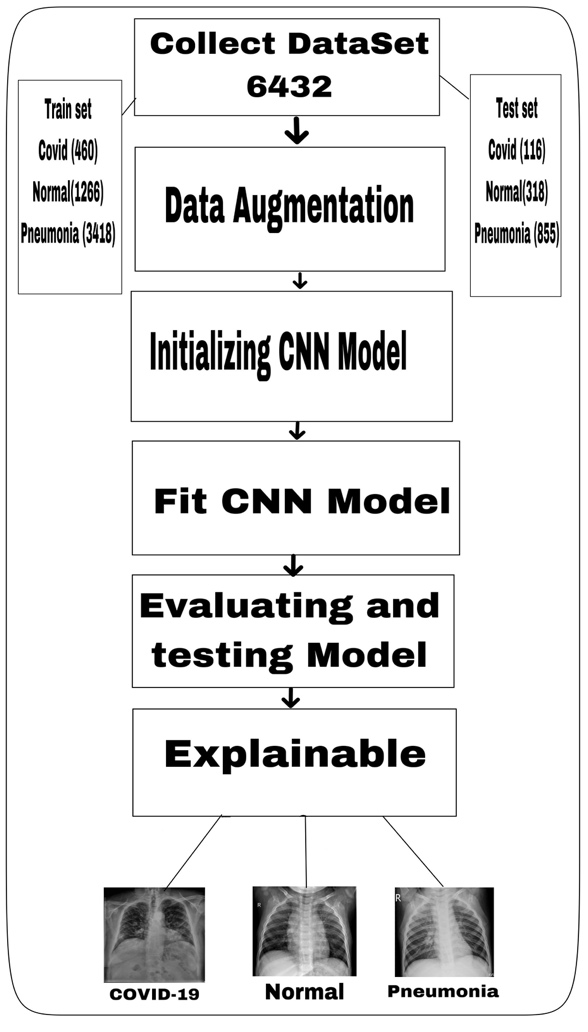 Collect DataSet
6432
Train set
Covid (460)
Normal(1266)
Pneumonia (3418)
Test set
Covid (116)
Normal(318)
Pneumonia (855)
Data Augmentation
Initializing CNN Model
Fit CNN Model
Evaluating and
testing Model
Explainable
R
R
COVID-19
Normal
Pneumonia